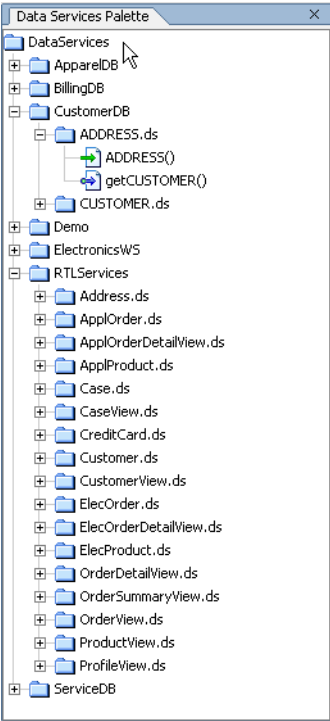 Data Services Palette
DataServices
ApparelDB
BillingDB
CustomerDB
ADDRESS.ds
ADDRESS()
getCUSTOMER()
CUSTOMER.ds
Demo
ElectronicsWS
RTLServices
Address.ds
ApplOrder.ds
ApplOrderDetailView.ds
ApplProduct.ds
Case.ds
CaseView.ds
CreditCard.ds
Customer.ds
CustomerView.ds
ElecOrder.ds
ElecOrderDetailView.ds
ElecProduct.ds
OrderDetailView.ds
OrderSummaryView.ds
OrderView.ds
ProductView.ds
ProfileView.ds
ServiceDB